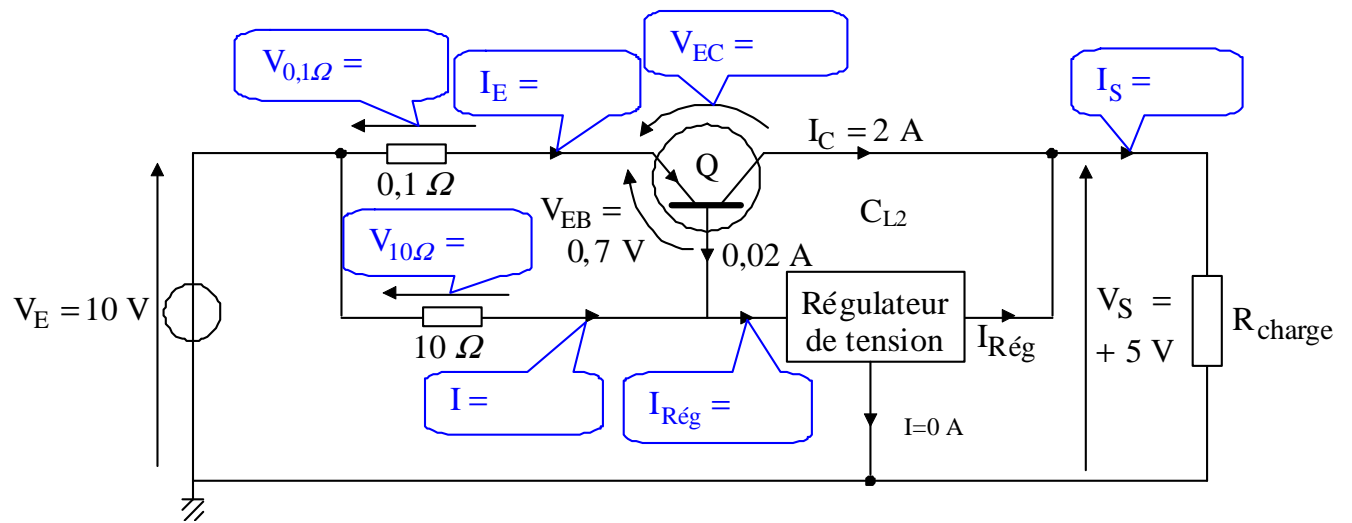 V0,1Ω =
VEC =
IE =
IS =
IC = 2 A
Q
0,1 Ω
VEB =
0,7 V
CL2
V10Ω =
0,02 A
VE = 10 V
10 Ω
Régulateur
de tension
IRég
VS =
+ 5 V
Rcharge
I =
IRég =
I=0 A